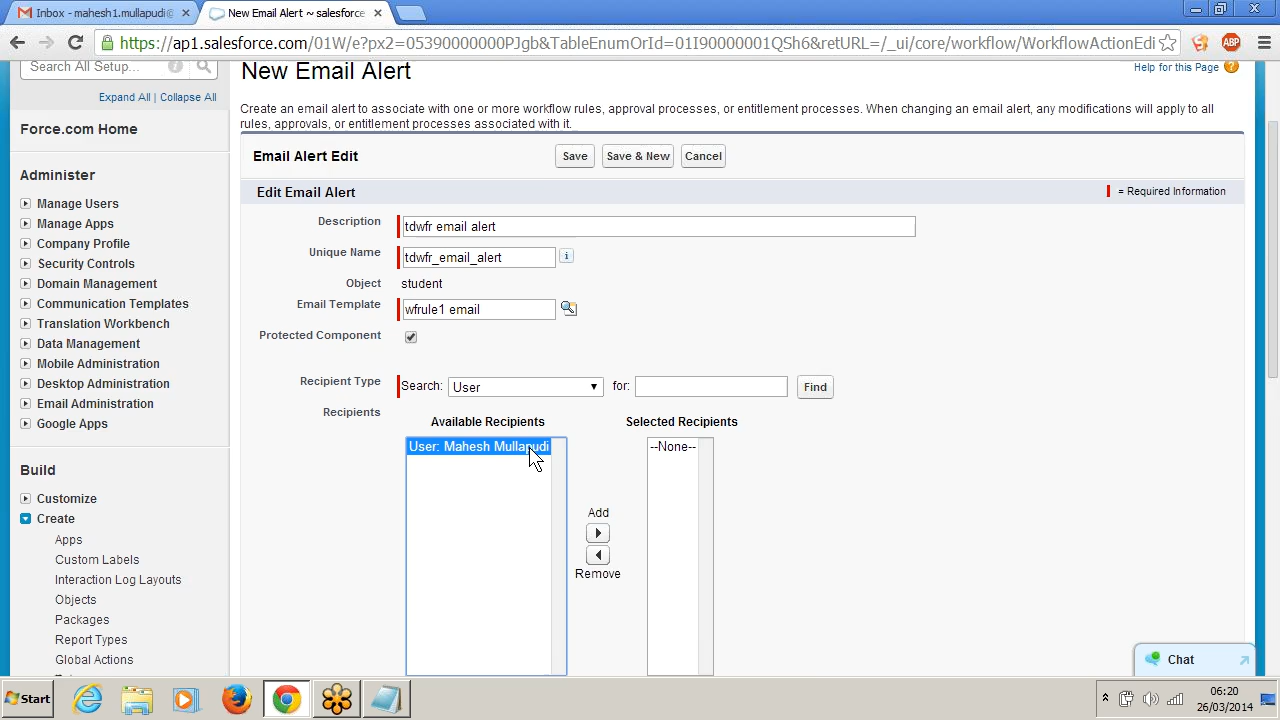 Inbox - mahesh1.mullapudi@
New Email Alert ~ salesforce
https://ap1.salesforce.com/01W/e?px2=05390000000PJgb&TableEnumOrId=01I90000001QSh6&retURL=/_ui/core/workflow/WorkflowActionEdi
ABP
Search All Setup...
Expand All | Collapse All
Force.com Home
Administer
Manage Users
Manage Apps
Company Profile
Security Controls
Domain Management
Communication Templates
Translation Workbench
Data Management
Mobile Administration
Desktop Administration
Email Administration
Google Apps
Build
Customize
Create
Apps
Custom Labels
Interaction Log Layouts
Objects
Packages
Report Types
Global Actions
New Email Alert
Help for this Page
Create an email alert to associate with one or more workflow rules, approval processes, or entitlement processes. When changing an email alert, any modifications will apply to all
rules, approvals, or entitlement processes associated with it.
Email Alert Edit
Save
Save & New
Cancel
Edit Email Alert
= Required Information
Description
tdwfr email alert
Unique Name
tdwfr_email_alert
Object
student
Email Template
wfrule1 email
Protected Component
Recipient Type
Search: User for:
Find
Recipients
Available Recipients
Selected Recipients
User: Mahesh Mullapudi
--None--
Add
Remove
Chat
Start
06:20
26/03/2014